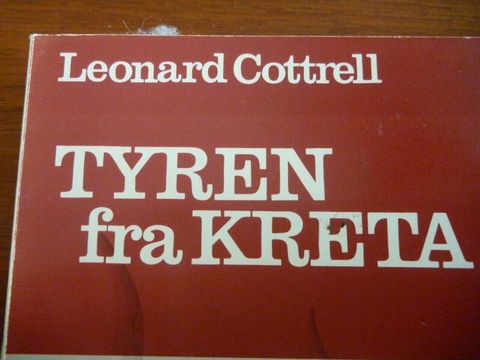 Leonard Cottrell
TYREN
fra KRETA